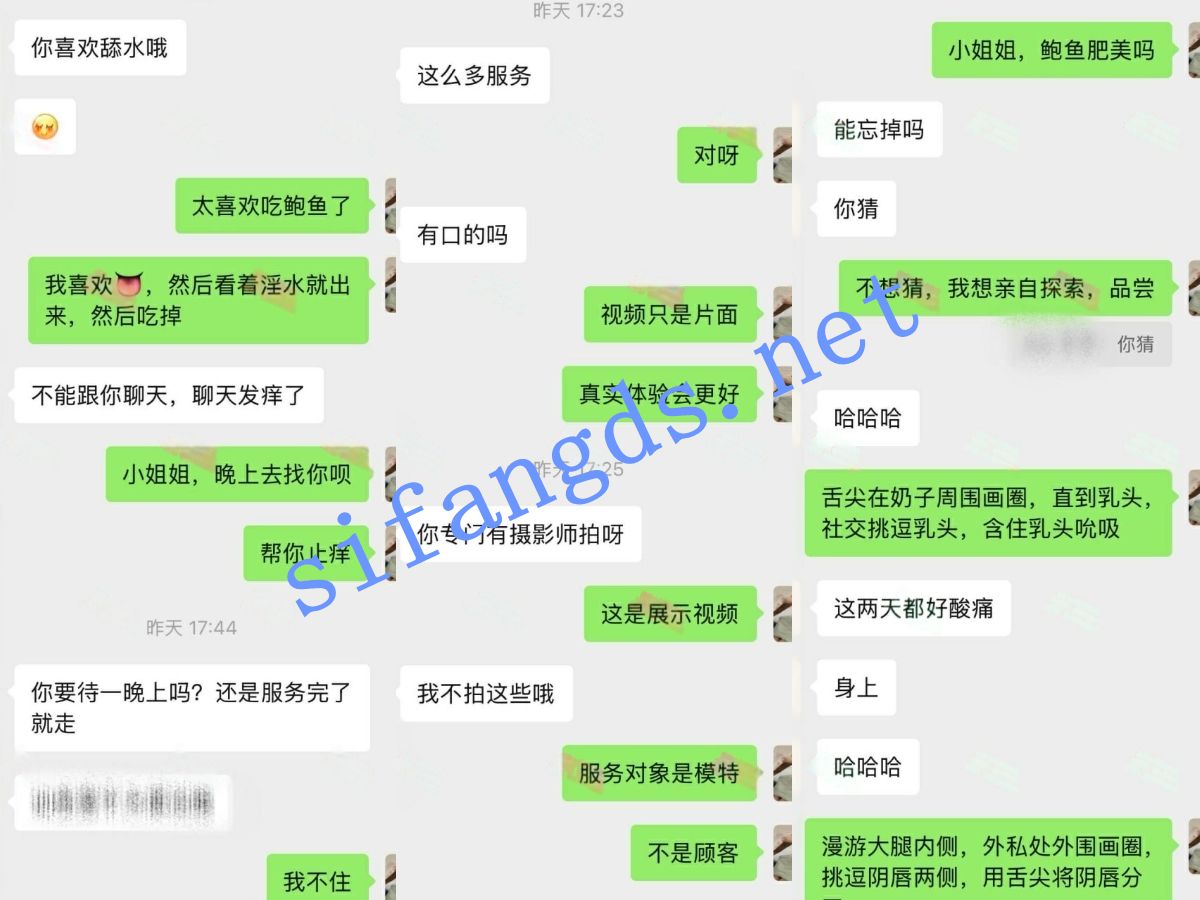 你喜欢舔水哦
太喜欢吃鲍鱼了
我喜欢👅，然后看着淫水就出
来，然后吃掉
不能跟你聊天，聊天发痒了
小姐姐，晚上去找你呗
帮你止痒
昨天 17:44
你要待一晚上吗？还是服务完了
就走
我不住
昨天 17:23
这么多服务
对呀
有口的吗
视频只是片面
真实体验会更好
昨天 17:25
你专门有摄影师拍呀
这是展示视频
我不拍这些哦
服务对象是模特
不是顾客
小姐姐，鲍鱼肥美吗
能忘掉吗
你猜
不想猜，我想亲自探索，品尝
你猜
哈哈哈
舌尖在奶子周围画圈，直到乳头，
社交挑逗乳头，含住乳头吮吸
这两天都好酸痛
身上
哈哈哈
漫游大腿内侧，外私处外围画圈，
挑逗阴唇两侧，用舌尖将阴唇分
sifangds.net